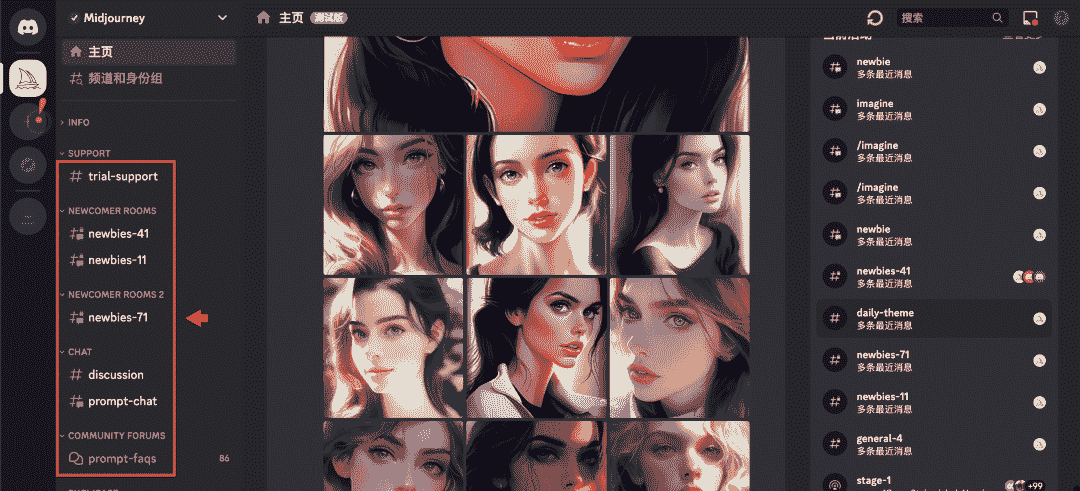 Midjourney
主页 测试版
搜索
主页
频道和身份组
INFO
SUPPORT
trial-support
NEWCOMER ROOMS
newbies-41
newbies-11
NEWCOMER ROOMS 2
newbies-71
CHAT
discussion
prompt-chat
COMMUNITY FORUMS
prompt-faqs 86
newbie
多条最近消息
imagine
多条最近消息
/imagine
多条最近消息
/imagine
多条最近消息
newbie
多条最近消息
newbies-41
多条最近消息
daily-theme
多条最近消息
newbies-71
多条最近消息
newbies-11
多条最近消息
general-4
多条最近消息
stage-1
+99